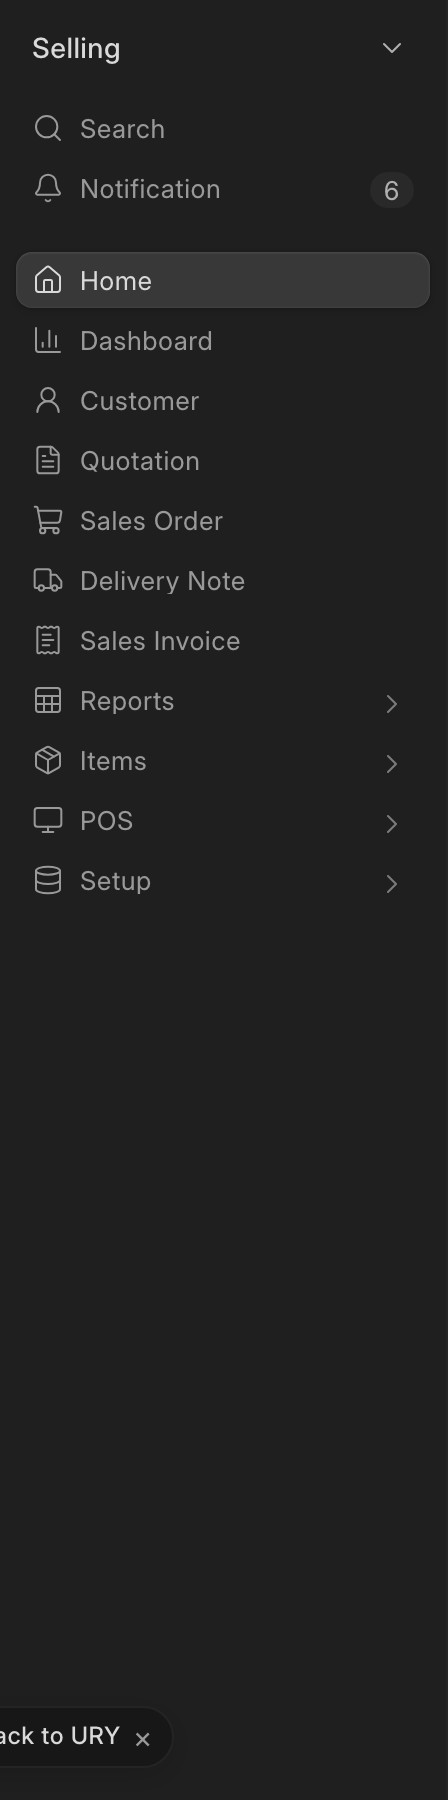 Selling
Search
Notification 6
Home
Dashboard
Customer
Quotation
Sales Order
Delivery Note
Sales Invoice
Reports
Items
POS
Setup
to URY